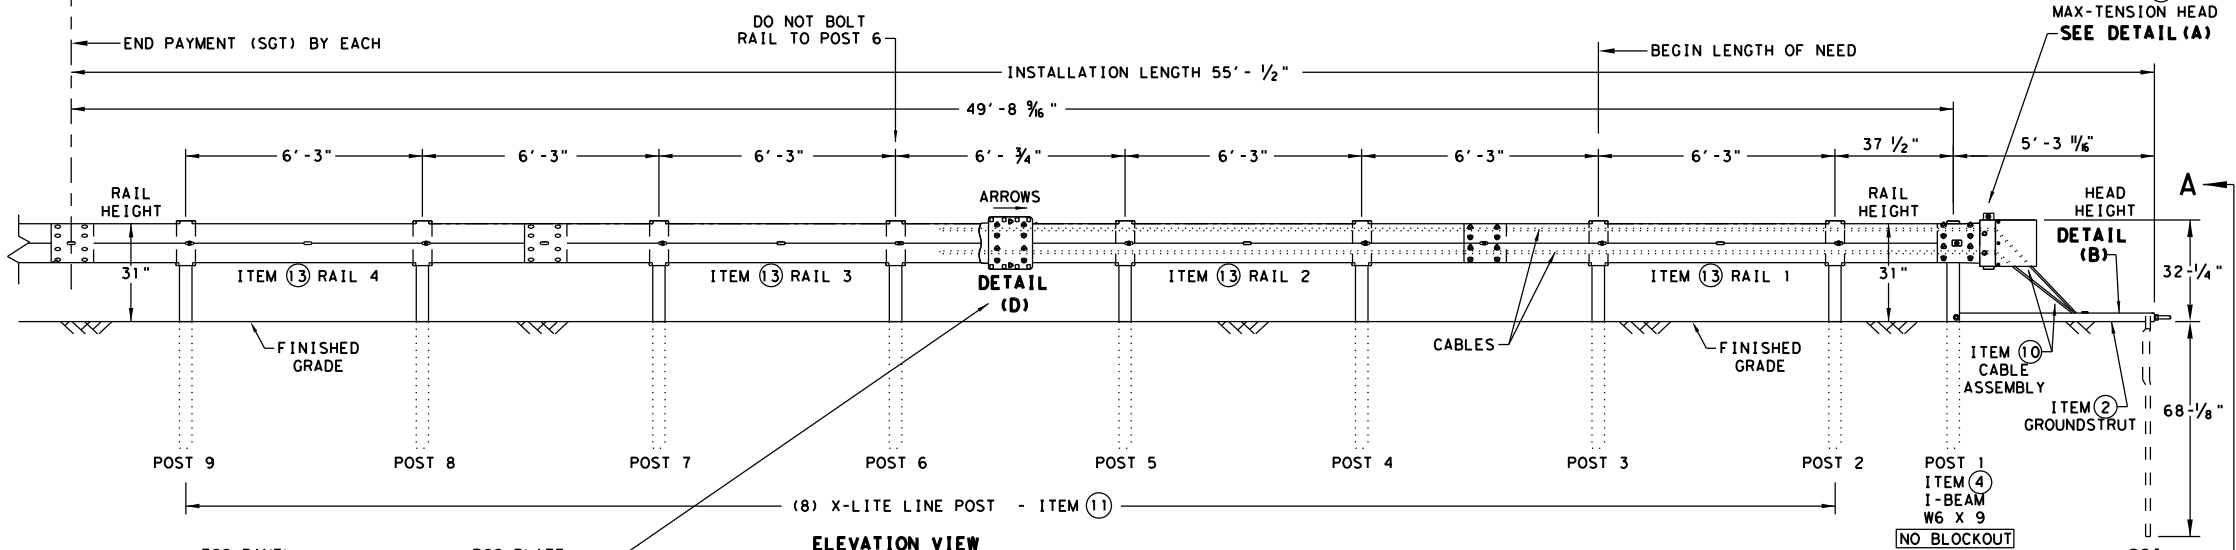 MAX-TENSION HEAD
SEE DETAIL (A)
DO NOT BOLT
RAIL TO POST 6
END PAYMENT (SGT) BY EACH
BEGIN LENGTH OF NEED
INSTALLATION LENGTH 55'- ½"
49'-8 9/16"
6'-3"
6'-3"
6'-3"
6'- ¾"
6'-3"
6'-3"
6'-3"
37 ½"
5'-3 11/16"
A
RAIL
HEIGHT
ARROWS
RAIL
HEIGHT
HEAD
HEIGHT
DETAIL
(B)
31"
ITEM 13 RAIL 4
ITEM 13 RAIL 3
DETAIL
(D)
ITEM 13 RAIL 2
ITEM 13 RAIL 1
31"
32-¼"
FINISHED
GRADE
CABLES
FINISHED
GRADE
ITEM 10
CABLE
ASSEMBLY
ITEM 2
GROUNDSTRUT
68-⅛"
POST 9
POST 8
POST 7
POST 6
POST 5
POST 4
POST 3
POST 2
POST 1
ITEM 4
I-BEAM
W6 X 9
NO BLOCKOUT
(8) X-LITE LINE POST - ITEM 11
ELEVATION VIEW